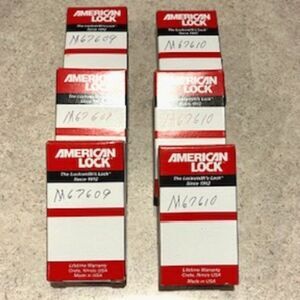 AMERICAN
LOCK
The Locksmith's Lock
Since 1912
M67609
AMERICAN
LOCK
The Locksmith's Lock
Since 1912
M67610
AMERICAN
LOCK
The Locksmith's Lock
Since 1912
AMERICAN
LOCK
The Locksmith's Lock
Since 1912
M67610
AMERICAN
LOCK
The Locksmith's Lock
Since 1912
M67609
Lifetime Warranty
Crete, Illinois USA
Made in USA
AMERICAN
LOCK
The Locksmith's Lock
Since 1912
M67610
Lifetime Warranty
Crete, Illinois USA
Made in USA